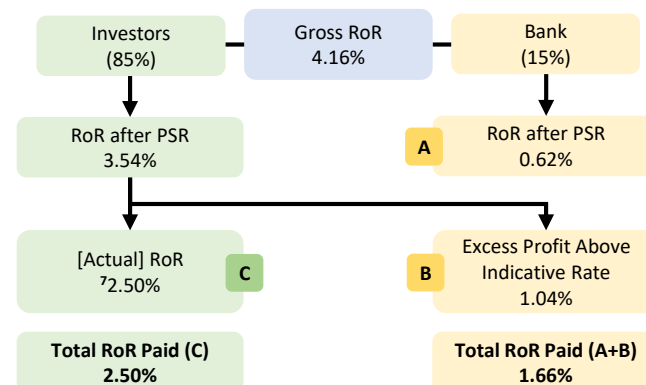 Investors
(85%)
Gross RoR
4.16%
Bank
(15%)
RoR after PSR
3.54%
A
RoR after PSR
0.62%
[Actual] RoR
⁷2.50%
C
B
Excess Profit Above
Indicative Rate
1.04%
Total RoR Paid (C)
2.50%
Total RoR Paid (A+B)
1.66%